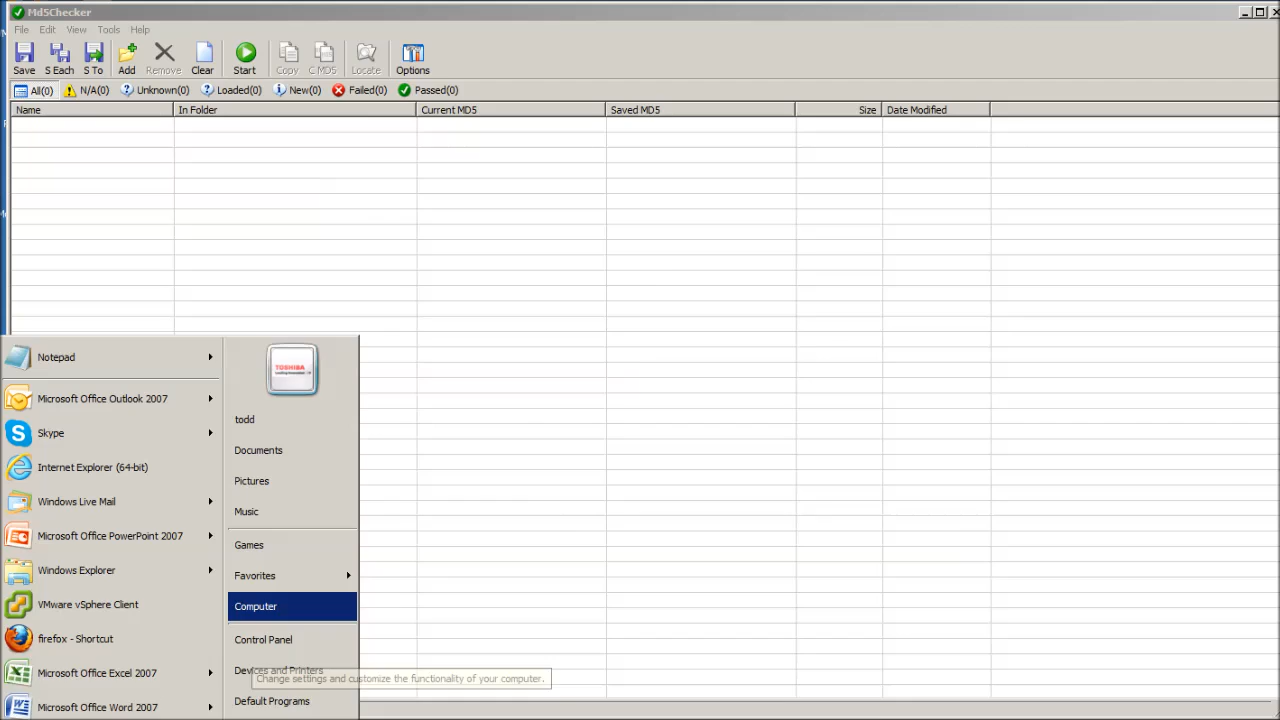 Md5Checker
File Edit View Tools Help
Save S Each S To Add Remove Clear Start Copy C MD5 Locate Options
All(0) N/A(0) Unknown(0) Loaded(0) New(0) Failed(0) Passed(0)
Name In Folder Current MD5 Saved MD5 Size Date Modified
Notepad
Microsoft Office Outlook 2007
Skype
Internet Explorer (64-bit)
Windows Live Mail
Microsoft Office PowerPoint 2007
Windows Explorer
VMware vSphere Client
firefox - Shortcut
Microsoft Office Excel 2007
Microsoft Office Word 2007
TOSHIBA
todd
Documents
Pictures
Music
Games
Favorites
Computer
Control Panel
Devices and Printers
Change settings and customize the functionality of your computer.
Default Programs